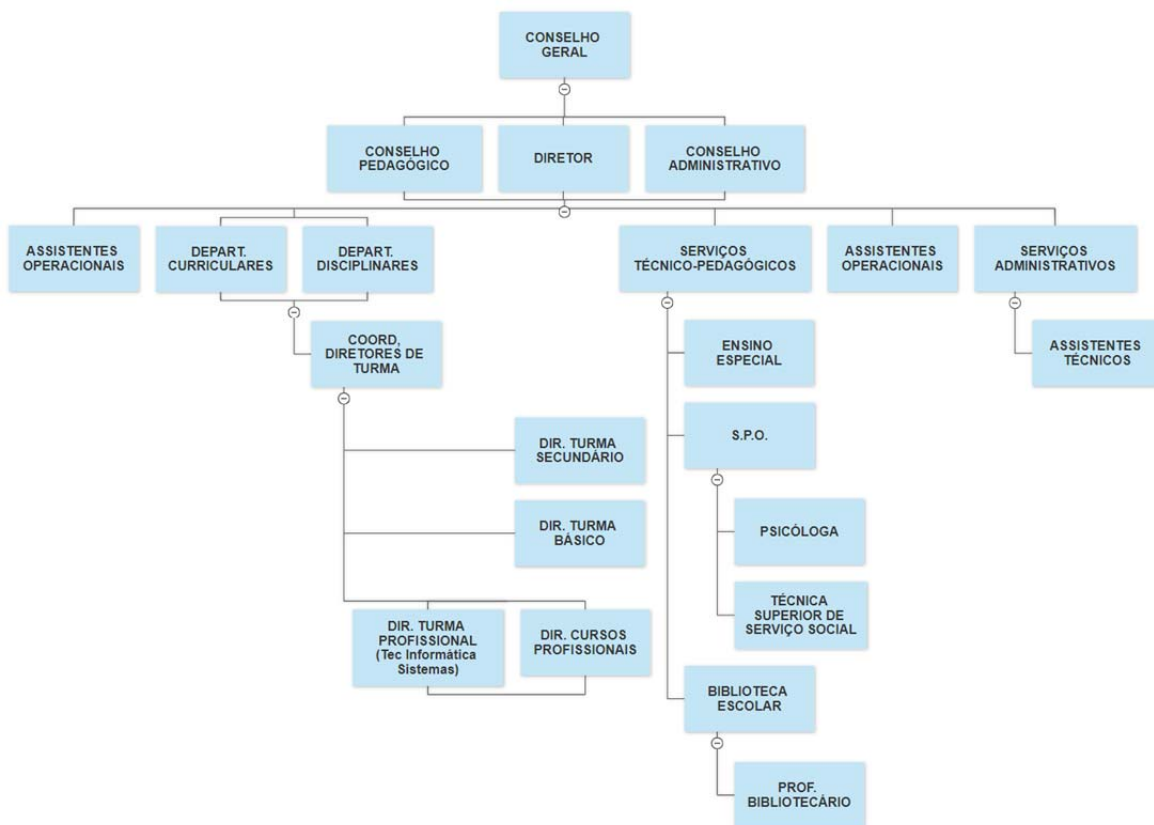 CONSELHO
GERAL
CONSELHO
PEDAGÓGICO
DIRETOR
CONSELHO
ADMINISTRATIVO
ASSISTENTES
OPERACIONAIS
DEPART.
CURRICULARES
DEPART.
DISCIPLINARES
SERVIÇOS
TÉCNICO-PEDAGÓGICOS
ASSISTENTES
OPERACIONAIS
SERVIÇOS
ADMINISTRATIVOS
COORD,
DIRETORES DE
TURMA
ENSINO
ESPECIAL
ASSISTENTES
TÉCNICOS
DIR. TURMA
SECUNDÁRIO
S.P.O.
DIR. TURMA
BÁSICO
PSICÓLOGA
DIR. TURMA
PROFISSIONAL
(Tec Informática
Sistemas)
DIR. CURSOS
PROFISSIONAIS
TÉCNICA
SUPERIOR DE
SERVIÇO SOCIAL
BIBLIOTECA
ESCOLAR
PROF.
BIBLIOTECÁRIO